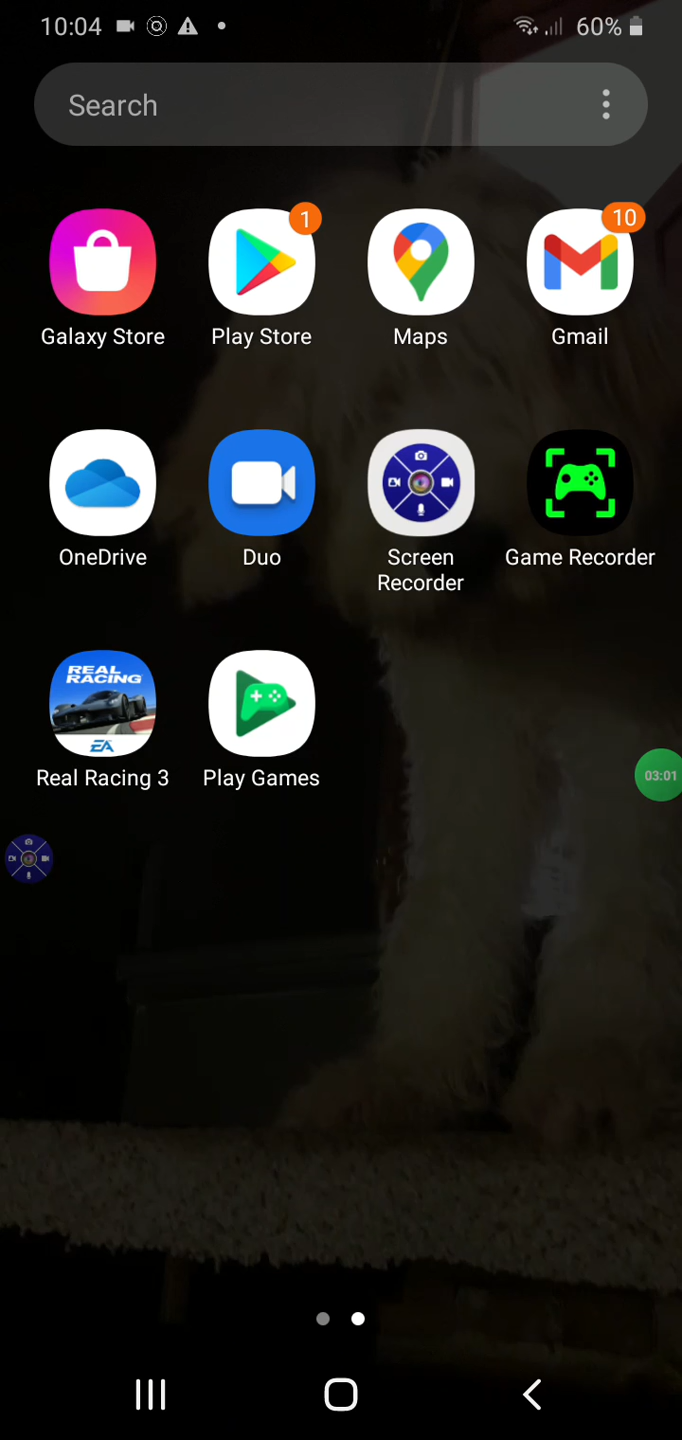 10:04
60%
Search
1
10
Galaxy Store
Play Store
Maps
Gmail
OneDrive
Duo
Screen
Recorder
Game Recorder
REAL
RACING
EA
Real Racing 3
Play Games
03:01